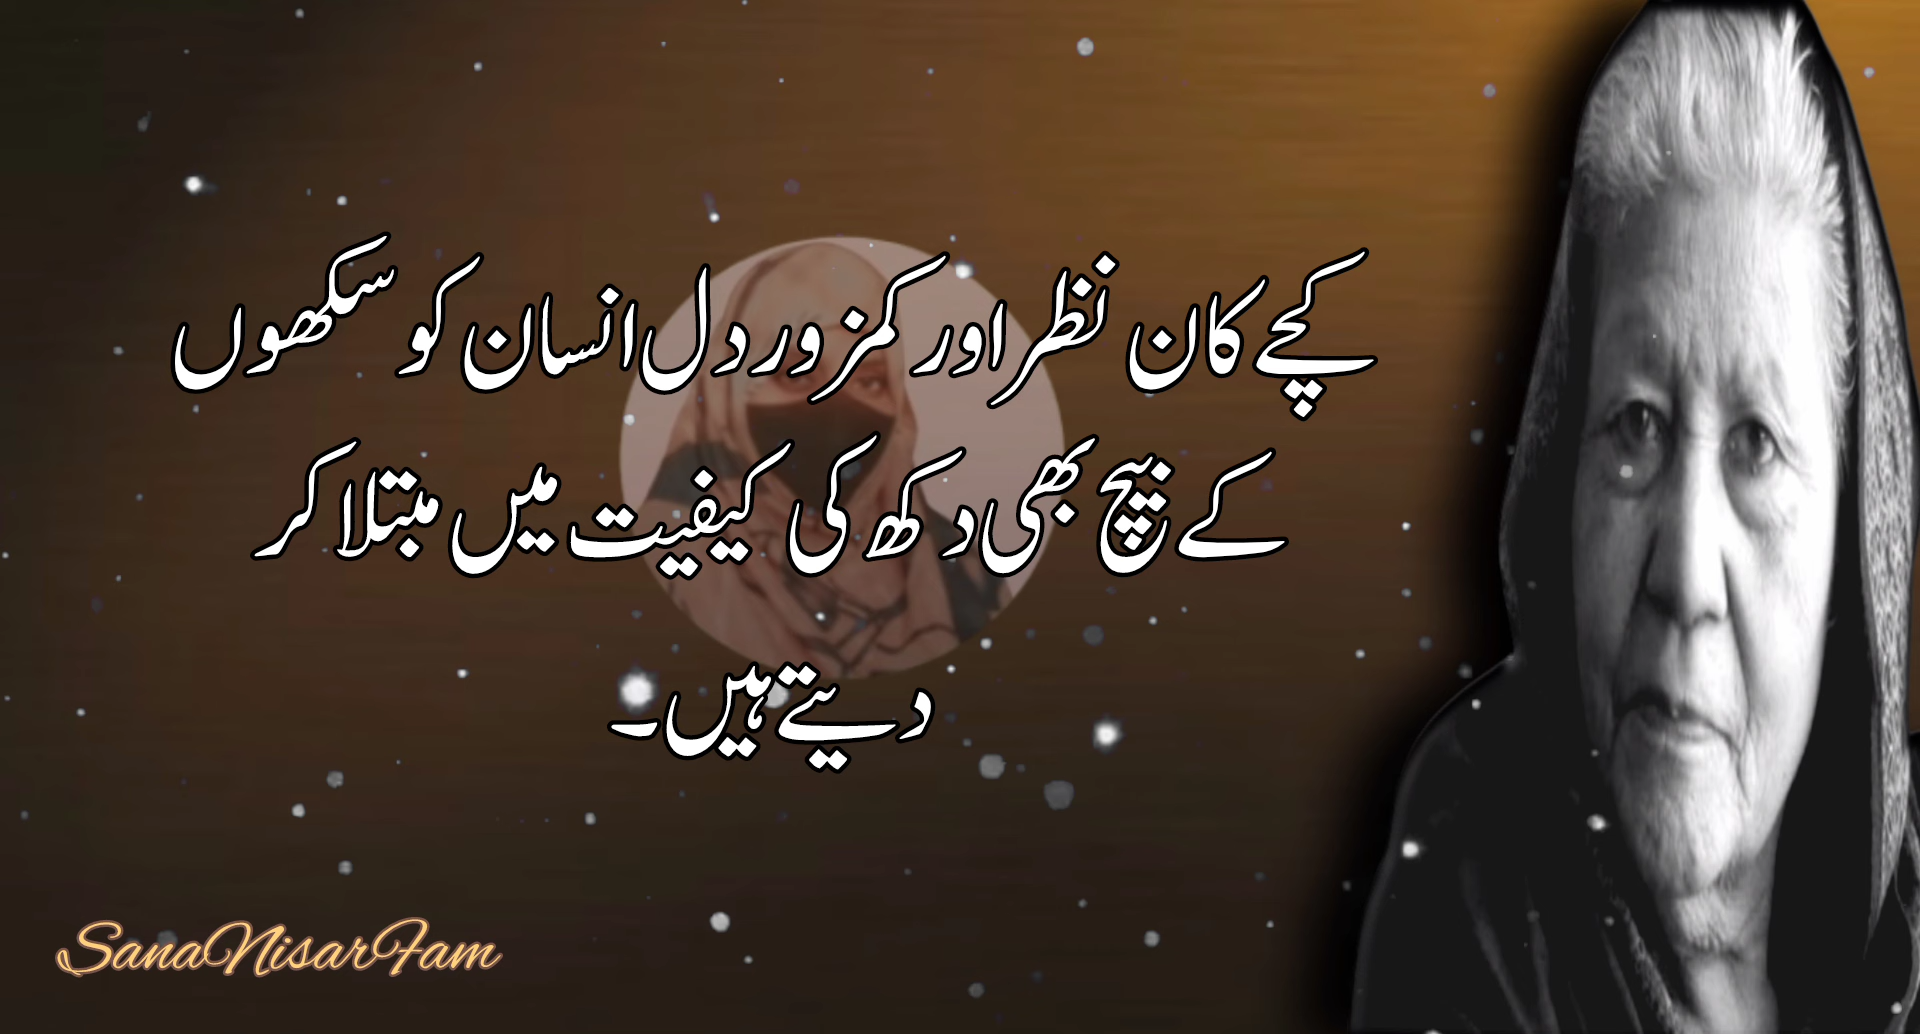 کچے کان نظر اور کمزور دل انسان کو سکھوں
کے بیچ بھی دکھ کی کیفیت میں مبتلا کر
دیتے ہیں۔
SanaNisarFam